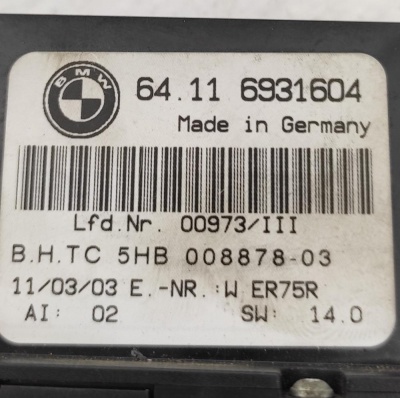 BMW
64.11 6931604
Made in Germany
Lfd.Nr. 00973/III
B.H.TC 5HB 008878-03
11/03/03 E.-NR.:W ER75R
AI: 02 SW: 14.0